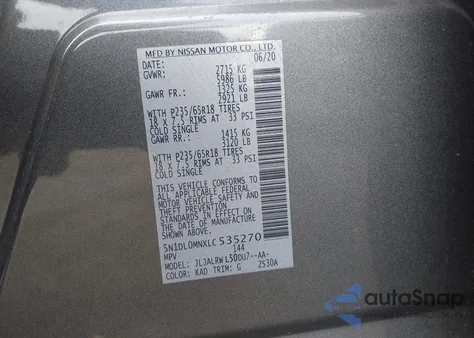 MFD BY NISSAN MOTOR CO., LTD.
DATE: 06/20
GVWR: 2715 KG
5986 LB
GAWR FR.: 1325 KG
2921 LB
WITH P235/65R18 TIRES
18 X 7.5 RIMS AT 33 PSI
COLD SINGLE
GAWR RR.: 1415 KG
3120 LB
WITH P235/65R18 TIRES
18 X 7.5 RIMS AT 33 PSI
COLD SINGLE
THIS VEHICLE CONFORMS TO
ALL APPLICABLE FEDERAL
MOTOR VEHICLE SAFETY AND
THEFT PREVENTION
STANDARDS IN EFFECT ON THE
DATE OF MANUFACTURE
SHOWN ABOVE.
5N1DL0MNXLC535270
MPV 144
MODEL: JLJALRWL50DU7--AA-
COLOR: KAD TRIM: G ZS30A
autoSnap